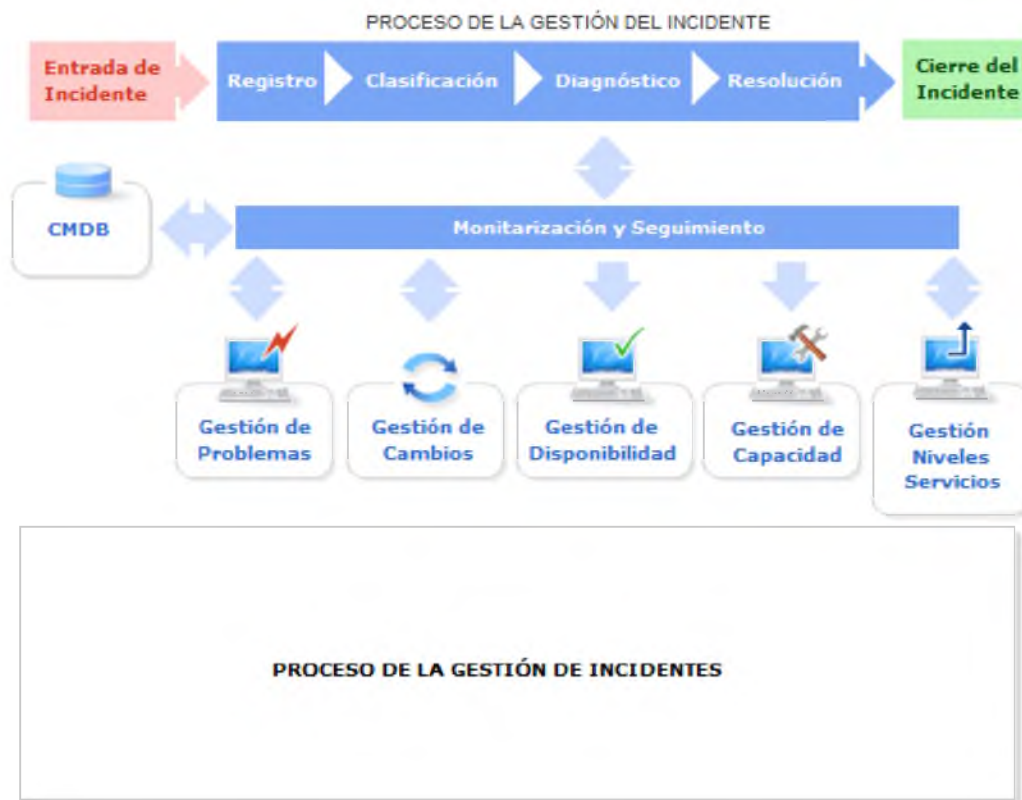 PROCESO DE LA GESTIÓN DEL INCIDENTE
Entrada de
Incidente
Registro
Clasificación
Diagnóstico
Resolución
Cierre del
Incidente
CMDB
Monitarización y Seguimiento
Gestión de
Problemas
Gestión de
Cambios
Gestión de
Disponibilidad
Gestión de
Capacidad
Gestión
Niveles
Servicios
PROCESO DE LA GESTIÓN DE INCIDENTES